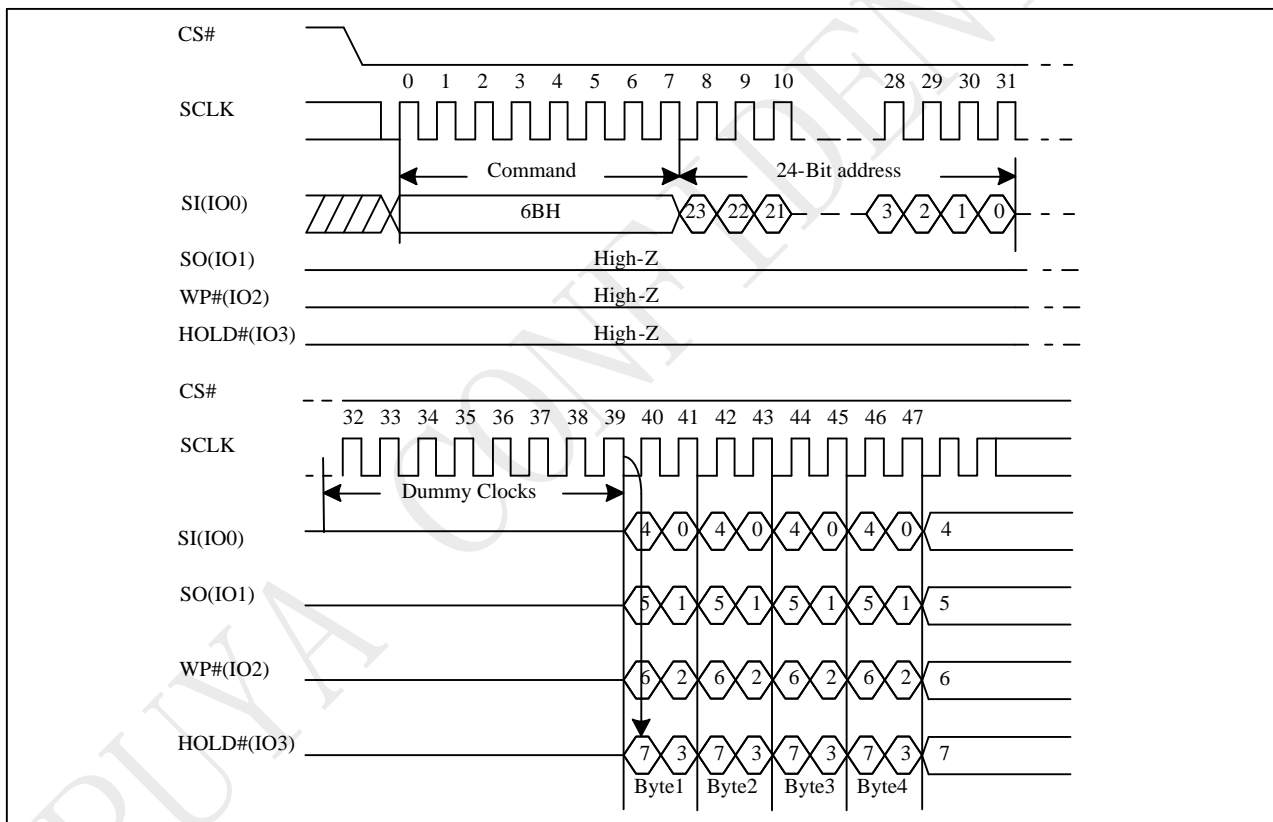 CS#
0 1 2 3 4 5 6 7 8 9 10 28 29 30 31
SCLK
Command 24-Bit address
SI(IO0) 6BH 23 22 21 3 2 1 0
SO(IO1) High-Z
WP#(IO2) High-Z
HOLD#(IO3) High-Z
CS#
32 33 34 35 36 37 38 39 40 41 42 43 44 45 46 47
SCLK
Dummy Clocks
SI(IO0) 4 0 4 0 4 0 4 0 4
SO(IO1) 5 1 5 1 5 1 5 1 5
WP#(IO2) 6 2 6 2 6 2 6 2 6
HOLD#(IO3) 7 3 7 3 7 3 7 3 7
Byte1 Byte2 Byte3 Byte4
PUYA CONFIDEN